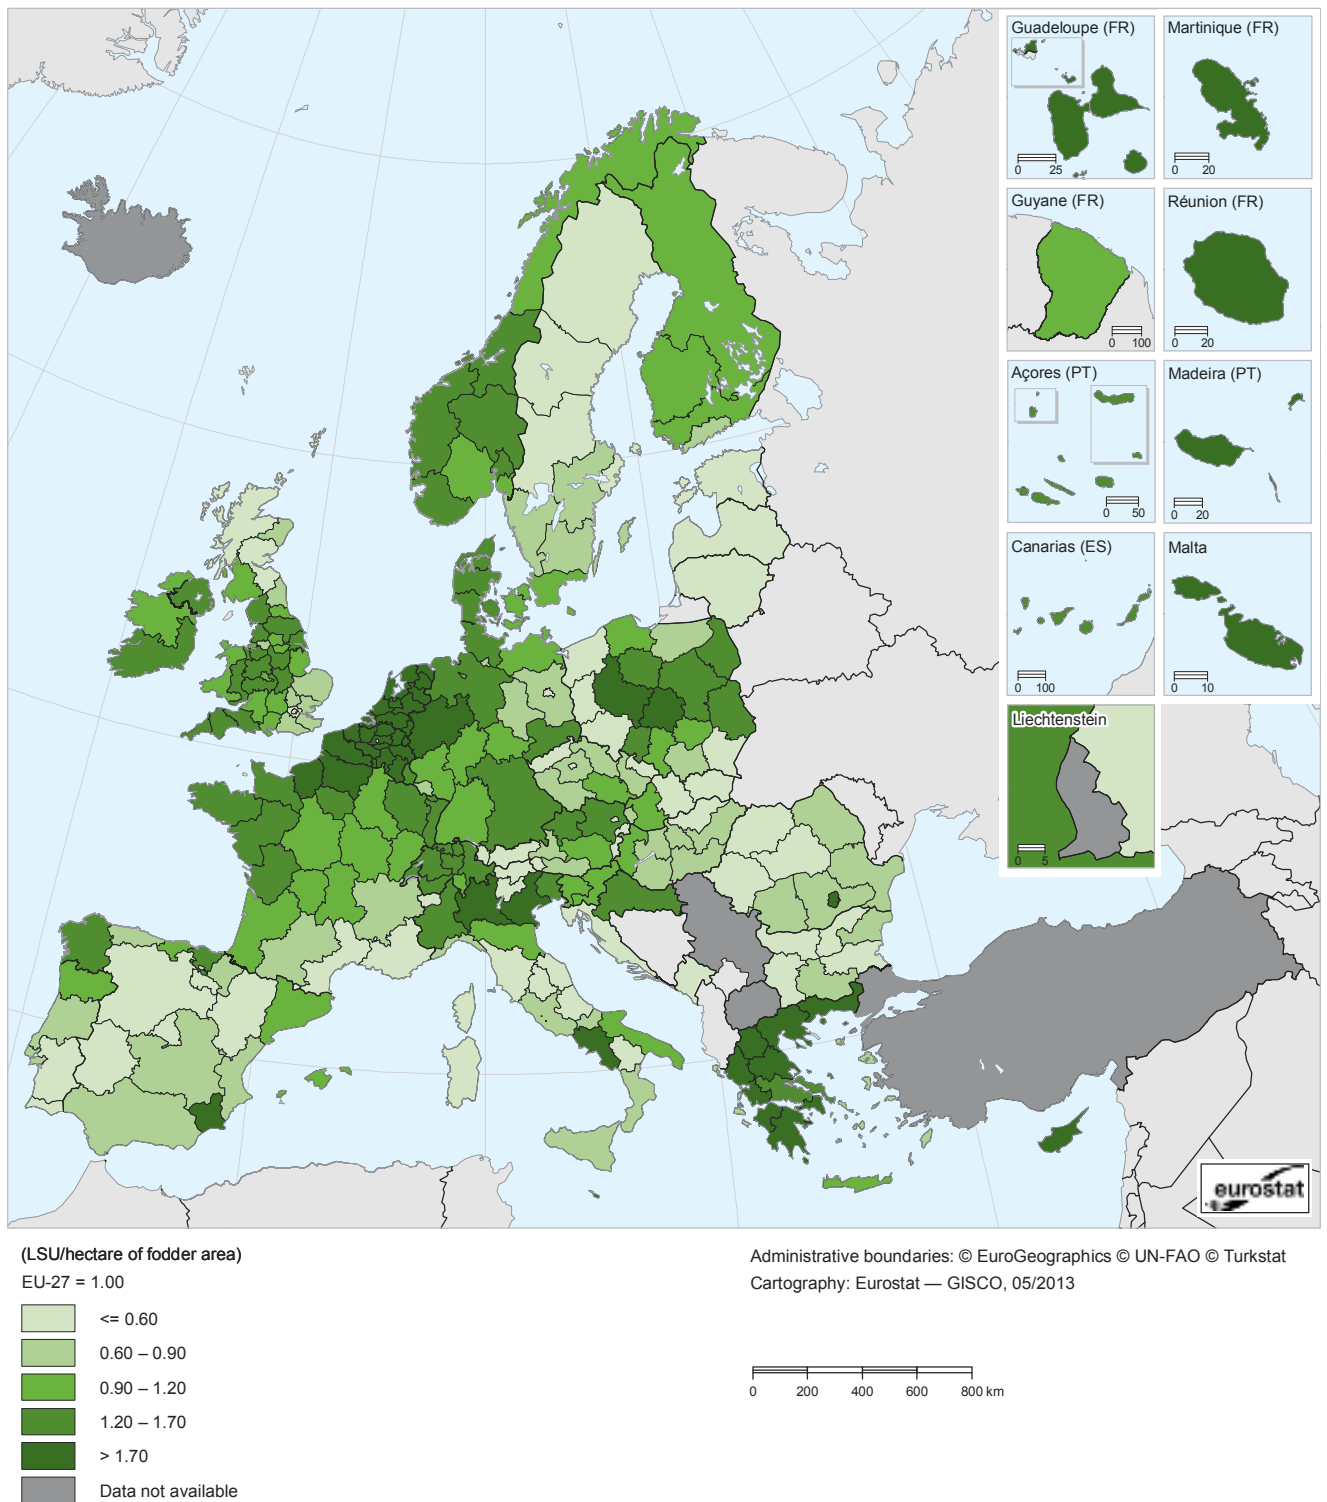 Guadeloupe (FR)
0 25
Martinique (FR)
0 20
Guyane (FR)
0 100
Réunion (FR)
0 20
Açores (PT)
0 50
Madeira (PT)
0 20
Canarias (ES)
0 100
Malta
0 10
Liechtenstein
0 5
eurostat
(LSU/hectare of fodder area)
EU-27 = 1.00
<= 0.60
0.60 – 0.90
0.90 – 1.20
1.20 – 1.70
> 1.70
Data not available
Administrative boundaries: © EuroGeographics © UN-FAO © Turkstat
Cartography: Eurostat — GISCO, 05/2013
0 200 400 600 800 km